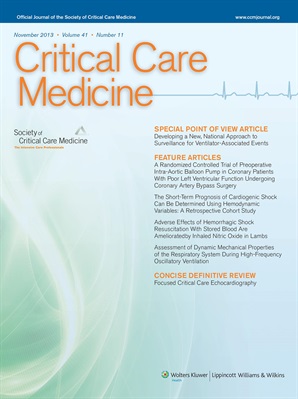 Official Journal of the Society of Critical Care Medicine
www.ccmjournal.org
November 2013 • Volume 41 • Number 11
Critical Care
Medicine
Society of
Critical Care Medicine
The Intensive Care Professionals
SPECIAL POINT OF VIEW ARTICLE
Developing a New, National Approach to
Surveillance for Ventilator-Associated Events
FEATURE ARTICLES
A Randomized Controlled Trial of Preoperative
Intra-Aortic Balloon Pump in Coronary Patients
With Poor Left Ventricular Function Undergoing
Coronary Artery Bypass Surgery
The Short-Term Prognosis of Cardiogenic Shock
Can Be Determined Using Hemodynamic
Variables: A Retrospective Cohort Study
Adverse Effects of Hemorrhagic Shock
Resuscitation With Stored Blood Are
Amelioratedby Inhaled Nitric Oxide in Lambs
Assessment of Dynamic Mechanical Properties
of the Respiratory System During High-Frequency
Oscillatory Ventilation
CONCISE DEFINITIVE REVIEW
Focused Critical Care Echocardiography
Wolters Kluwer | Lippincott Williams & Wilkins
Health